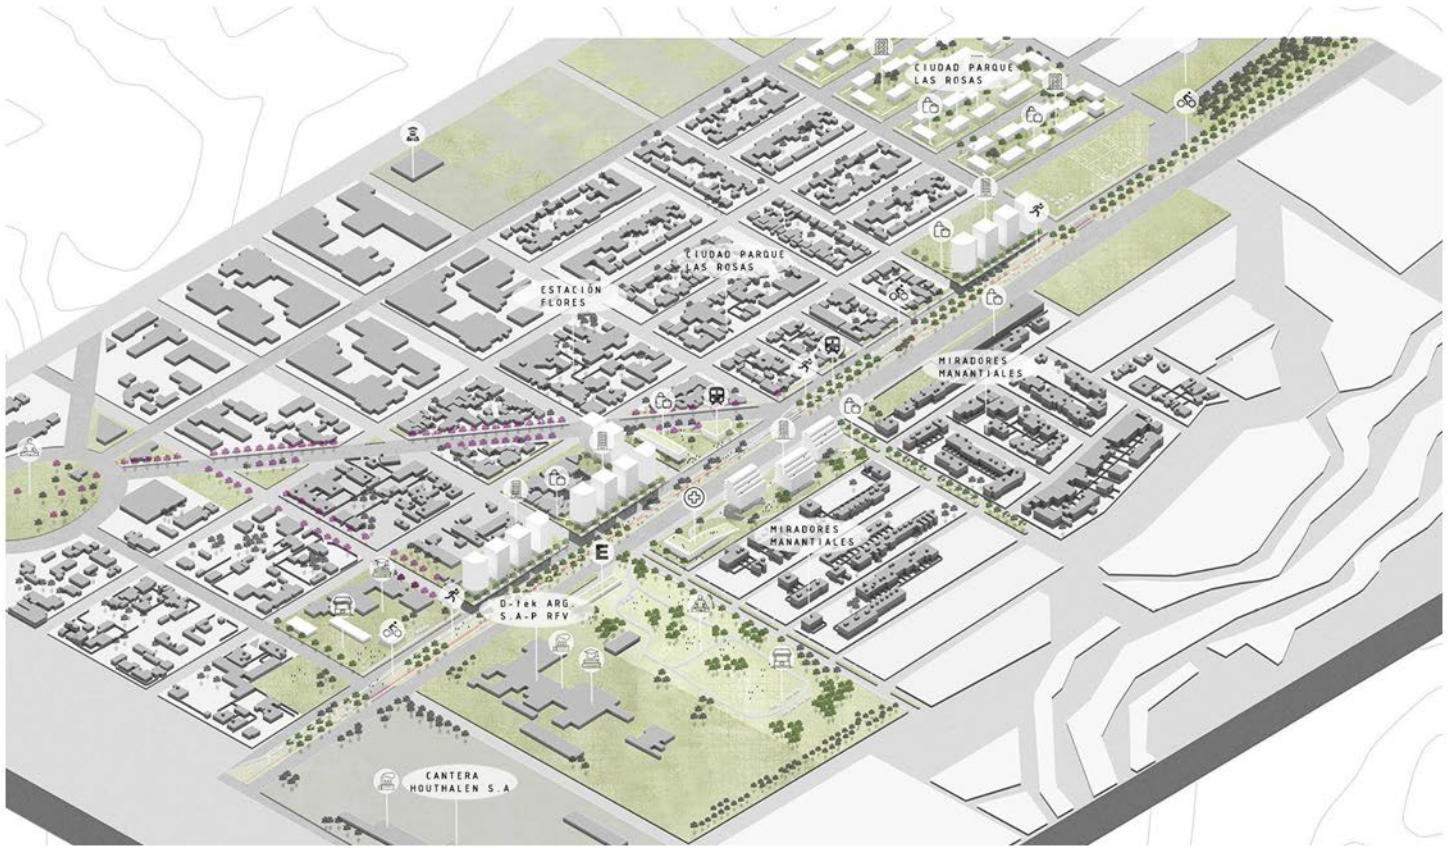 CIUDAD PARQUE
LAS ROSAS
CIUDAD PARQUE
LAS ROSAS
ESTACIÓN
FLORES
MIRADORES
MANANTIALES
MIRADORES
MANANTIALES
E
D-Tek ARG.
S.A-P RFV
CANTERA
HOUTHALEN S.A